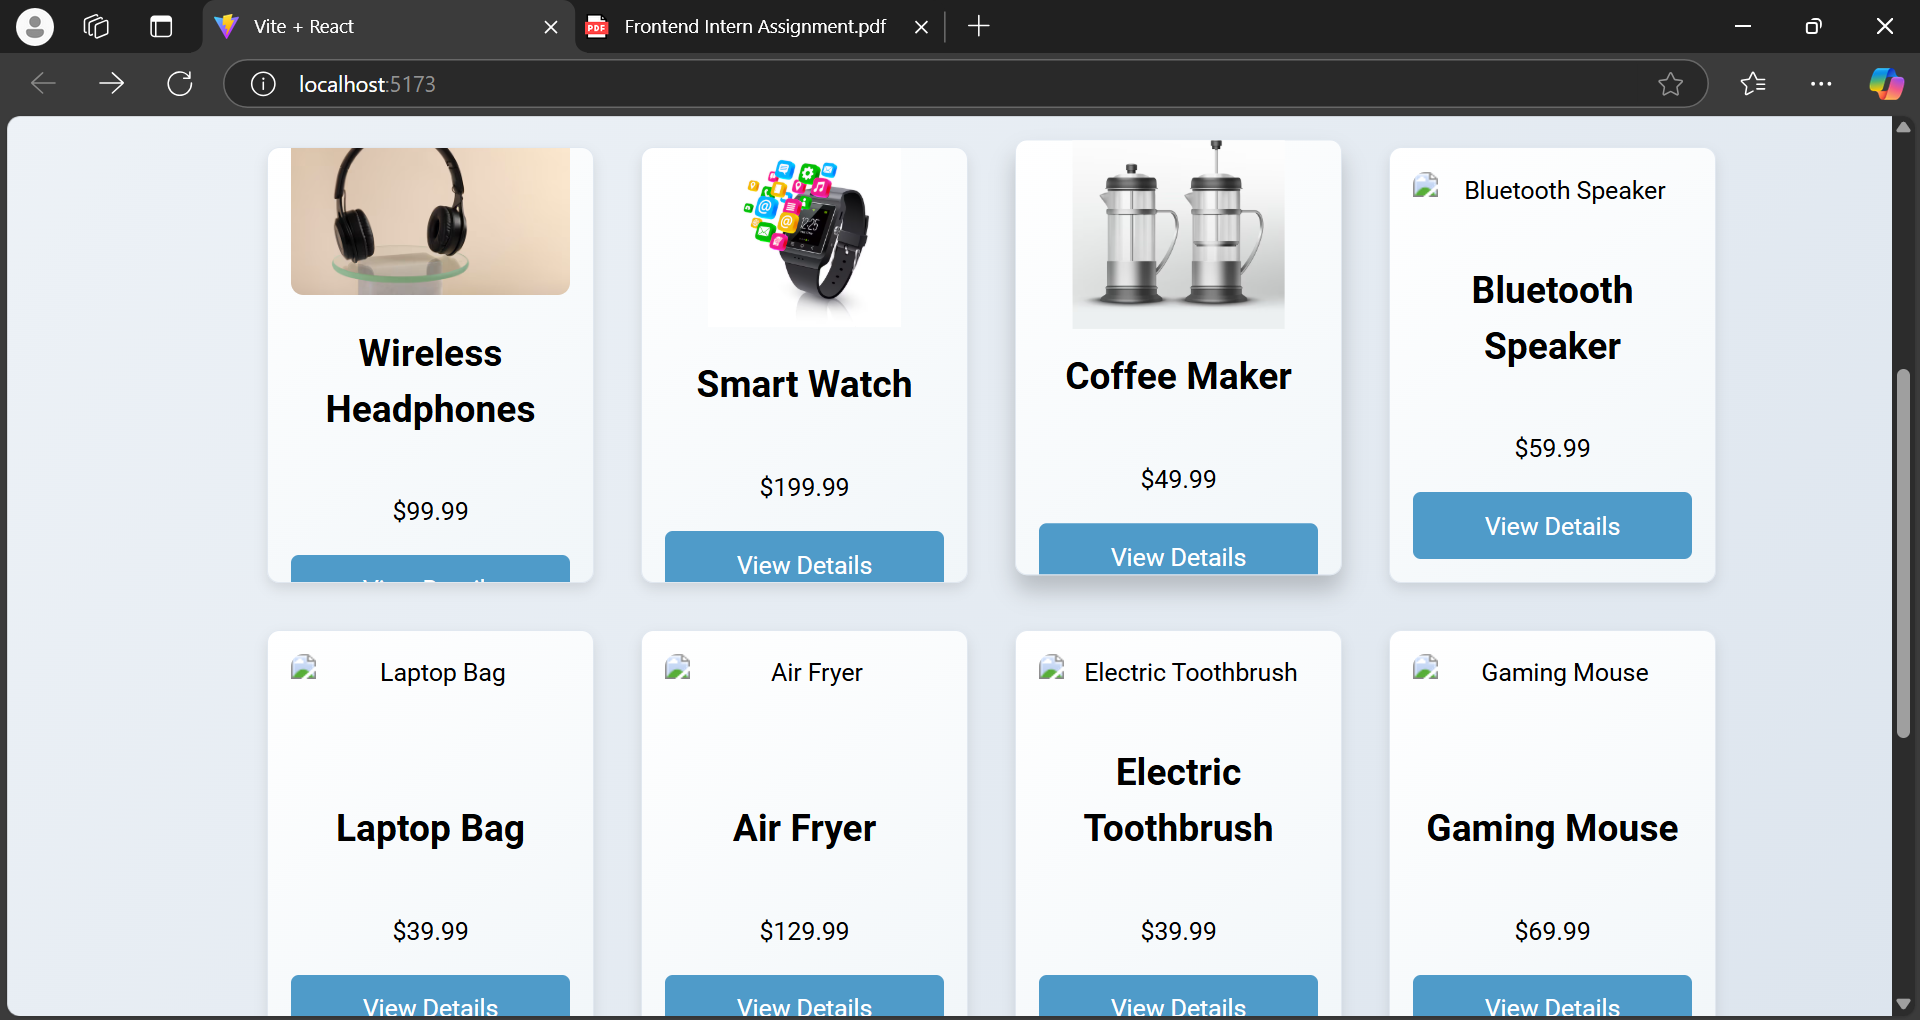 Vite + React
Frontend Intern Assignment.pdf
localhost:5173
Bluetooth Speaker
Wireless
Headphones
$99.99
Smart Watch
$199.99
View Details
Coffee Maker
$49.99
View Details
Bluetooth
Speaker
$59.99
View Details
Laptop Bag
Laptop Bag
$39.99
View Details
Air Fryer
Air Fryer
$129.99
View Details
Electric Toothbrush
Electric
Toothbrush
$39.99
View Details
Gaming Mouse
Gaming Mouse
$69.99
View Details